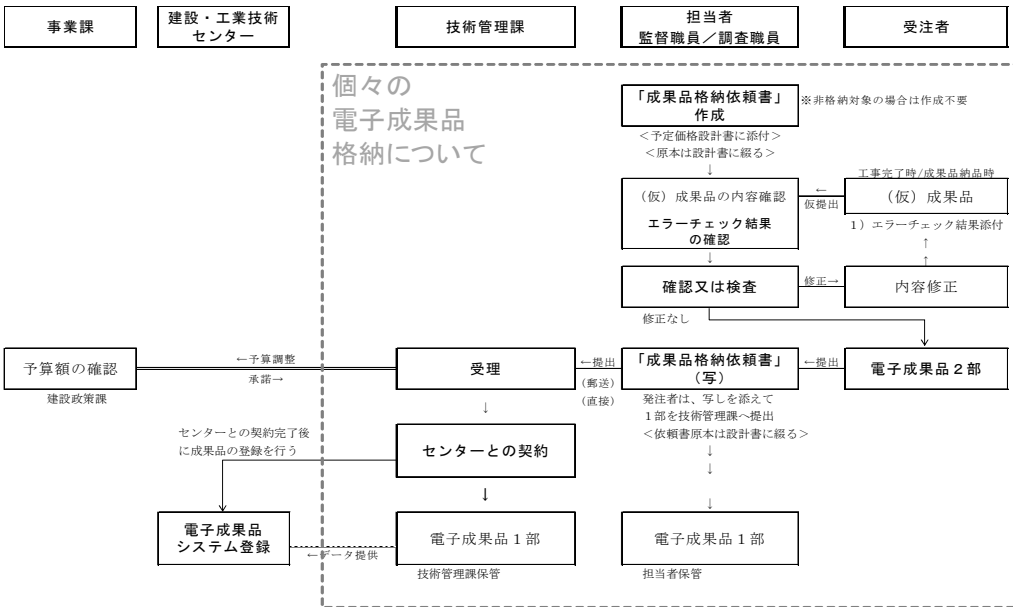 事業課
建設・工業技術
センター
技術管理課
担当者
監督職員／調査職員
受注者
個々の
電子成果品
格納について
「成果品格納依頼書」
作成
※非格納対象の場合は作成不要
＜予定価格設計書に添付＞
＜原本は設計書に綴る＞
↓
（仮）成果品の内容確認
エラーチェック結果
の確認
←
仮提出
工事完了時/成果品納品時
（仮）成果品
1）エラーチェック結果添付
↑
↑
↓
確認又は検査
修正→
内容修正
修正なし
予算額の確認
建設政策課
←予算調整
承諾→
受理
←提出
(郵送)
(直接)
「成果品格納依頼書」
（写）
←提出
電子成果品２部
発注者は、写しを添えて
１部を技術管理課へ提出
＜依頼書原本は設計書に綴る＞
↓
↓
↓
↓
センターとの契約完了後
に成果品の登録を行う
センターとの契約
↓
電子成果品
システム登録
←データ提供
電子成果品１部
技術管理課保管
電子成果品１部
担当者保管